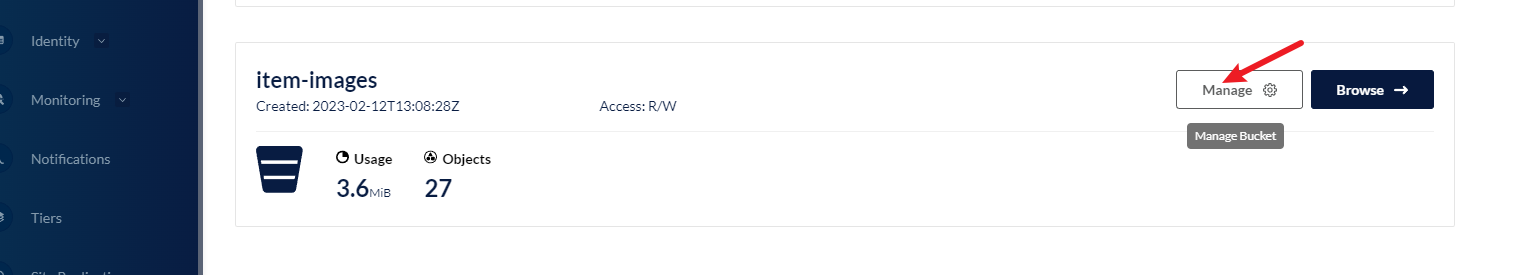 Identity
Monitoring
Notifications
Tiers
item-images
Created: 2023-02-12T13:08:28Z Access: R/W
Manage Browse
Manage Bucket
Usage Objects
3.6MiB 27